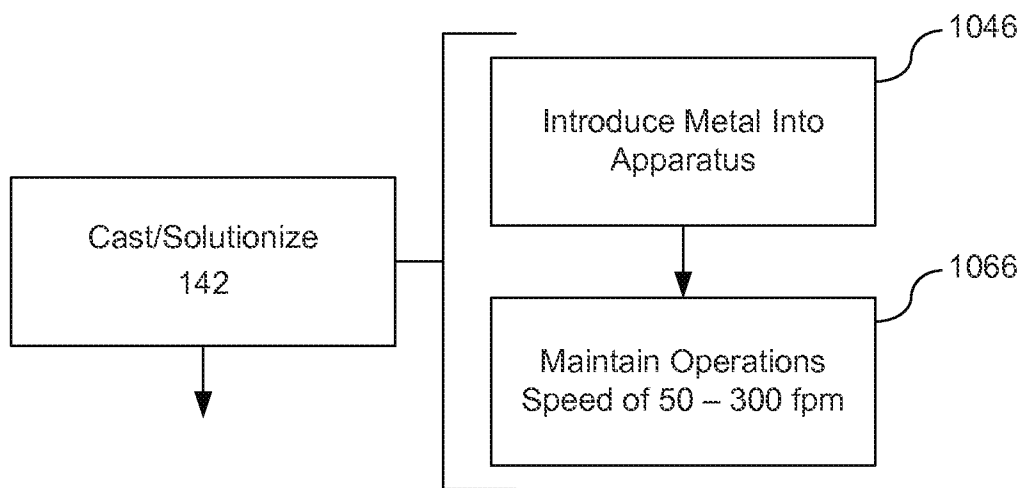 Cast/Solutionize
142
1046
Introduce Metal Into
Apparatus
1066
Maintain Operations
Speed of 50 – 300 fpm